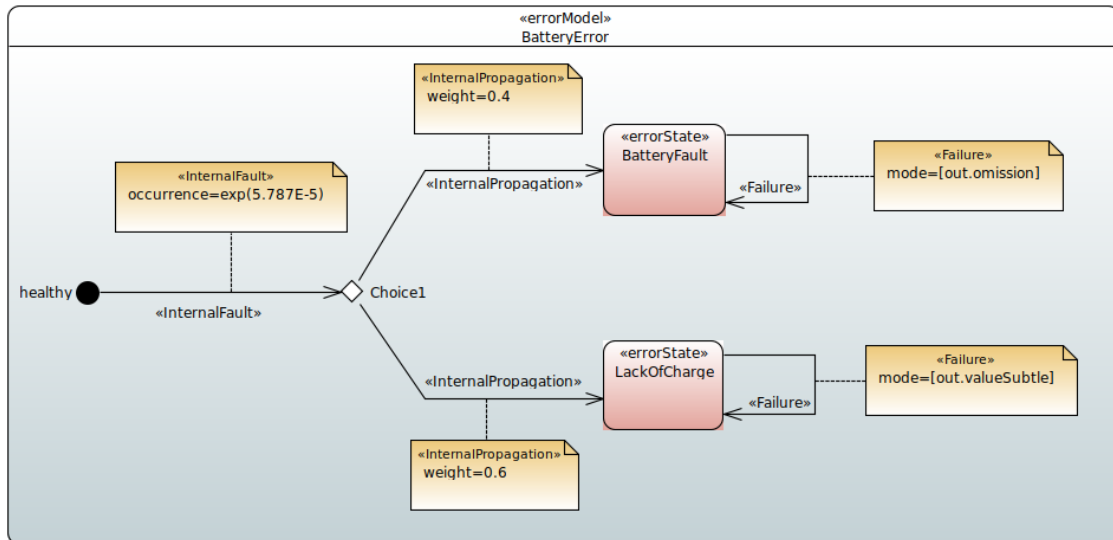 «errorModel»
BatteryError
«InternalPropagation»
weight=0.4
«errorState»
BatteryFault
«Failure»
mode=[out.omission]
«InternalFault»
occurrence=exp(5.787E-5)
«InternalPropagation»
«Failure»
healthy
Choice1
«InternalFault»
«errorState»
LackOfCharge
«Failure»
mode=[out.valueSubtle]
«InternalPropagation»
«Failure»
«InternalPropagation»
weight=0.6